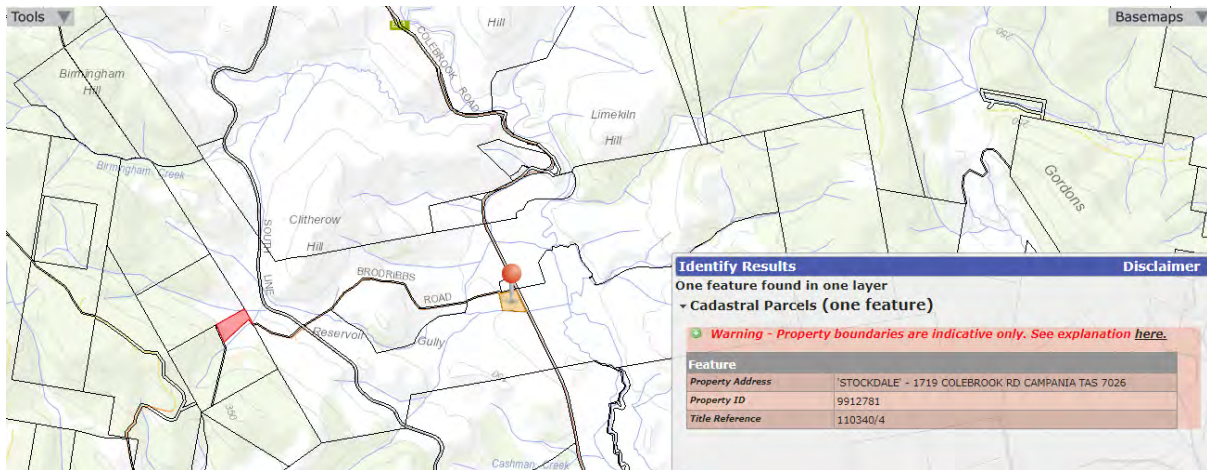 Tools
Basemaps
Hill
COLEBROOK ROAD
Birmingham
Hill
Limekiln
Hill
Birmingham Creek
Gordons
Clitherow
Hill
SOUTH LINE
BRODRIBBS ROAD
Reservoir Gully
350
Cashman Creek
Identify Results
Disclaimer
One feature found in one layer
Cadastral Parcels (one feature)
Warning - Property boundaries are indicative only. See explanation here.
Feature
Property Address 'STOCKDALE' - 1719 COLEBROOK RD CAMPANIA TAS 7026
Property ID 9912781
Title Reference 110340/4